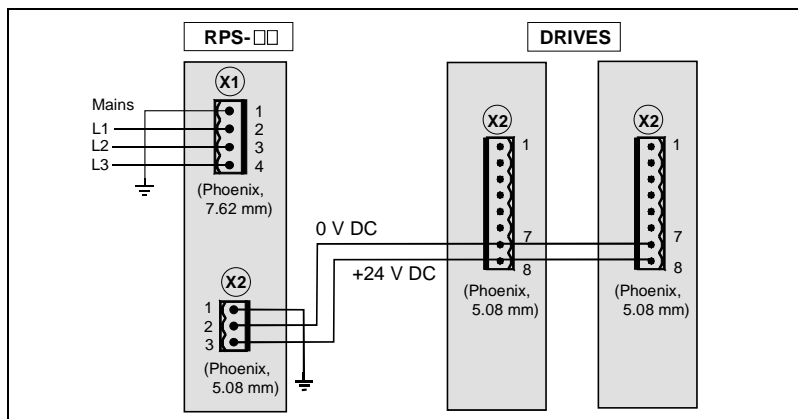 RPS-□□
DRIVES
X1
Mains
L1
L2
L3
1
2
3
4
(Phoenix,
7.62 mm)
X2
1
2
3
(Phoenix,
5.08 mm)
0 V DC
+24 V DC
X2
1
7
8
(Phoenix,
5.08 mm)
X2
1
7
8
(Phoenix,
5.08 mm)